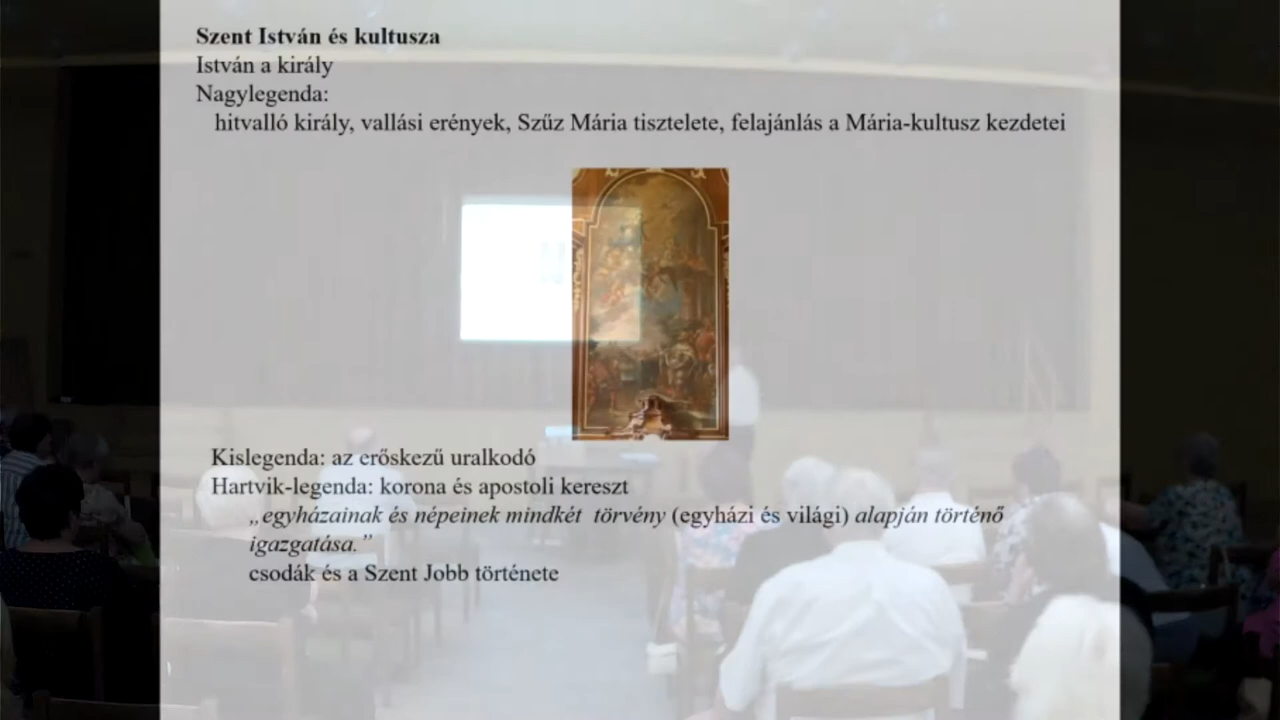 Szent István és kultusza
István a király
Nagylegenda:
hitvalló király, vallási erények, Szűz Mária tisztelete, felajánlás a Mária-kultusz kezdetei
Kislegenda: az erőskezű uralkodó
Hartvik-legenda: korona és apostoli kereszt
„egyházainak és népeinek mindkét törvény (egyházi és világi) alapján történő
igazgatása.”
csodák és a Szent Jobb története